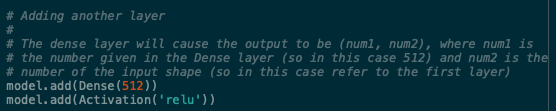 # Adding another layer
#
# The dense layer will cause the output to be (num1, num2), where num1 is
# the number given in the Dense layer (so in this case 512) and num2 is the
# number of the input shape (so in this case refer to the first layer)
model.add(Dense(512))
model.add(Activation('relu'))